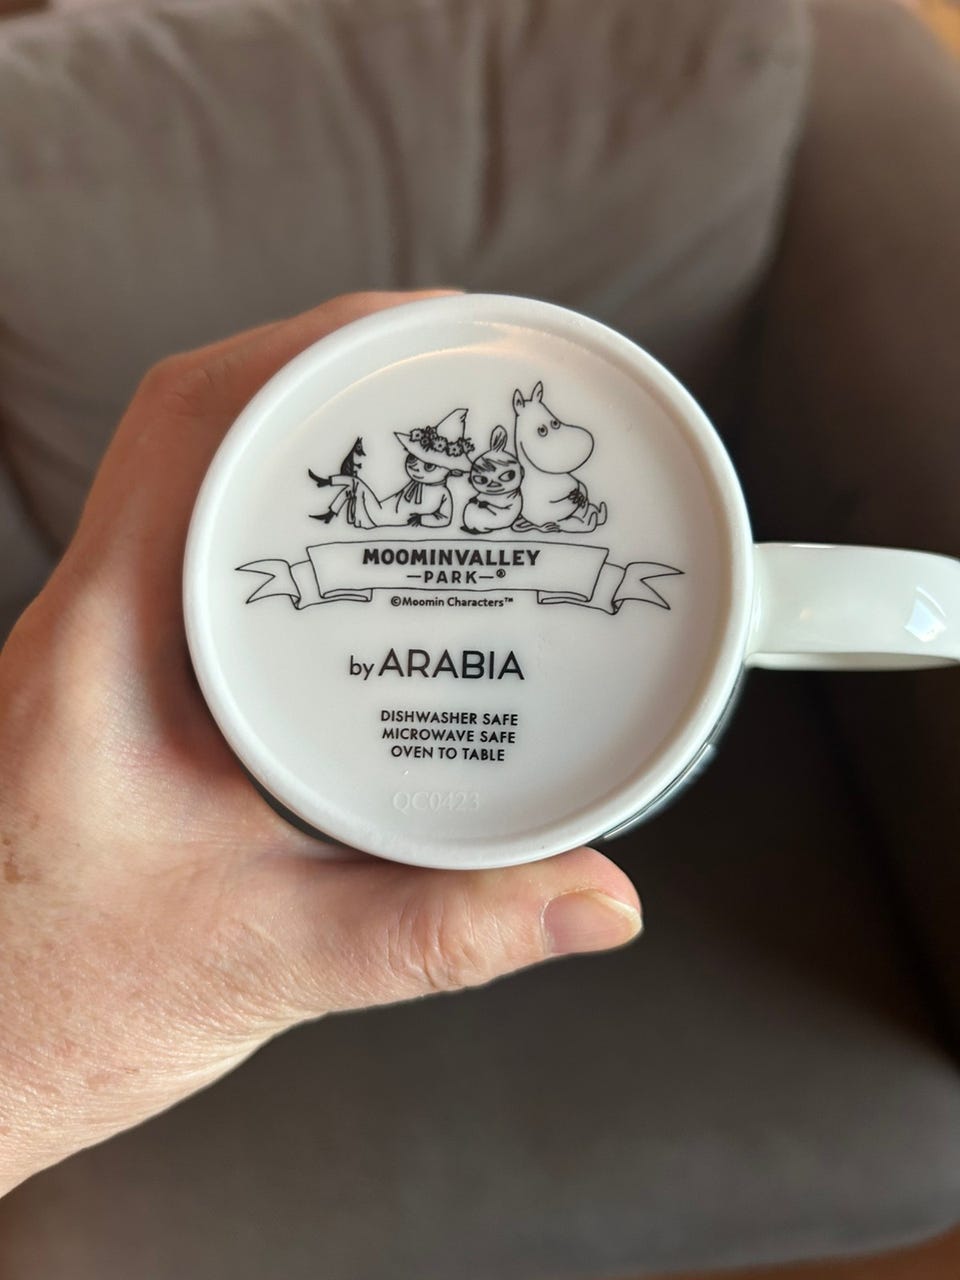 MOOMINVALLEY
—PARK—®
©Moomin Characters™
by ARABIA
DISHWASHER SAFE
MICROWAVE SAFE
OVEN TO TABLE
QC0423